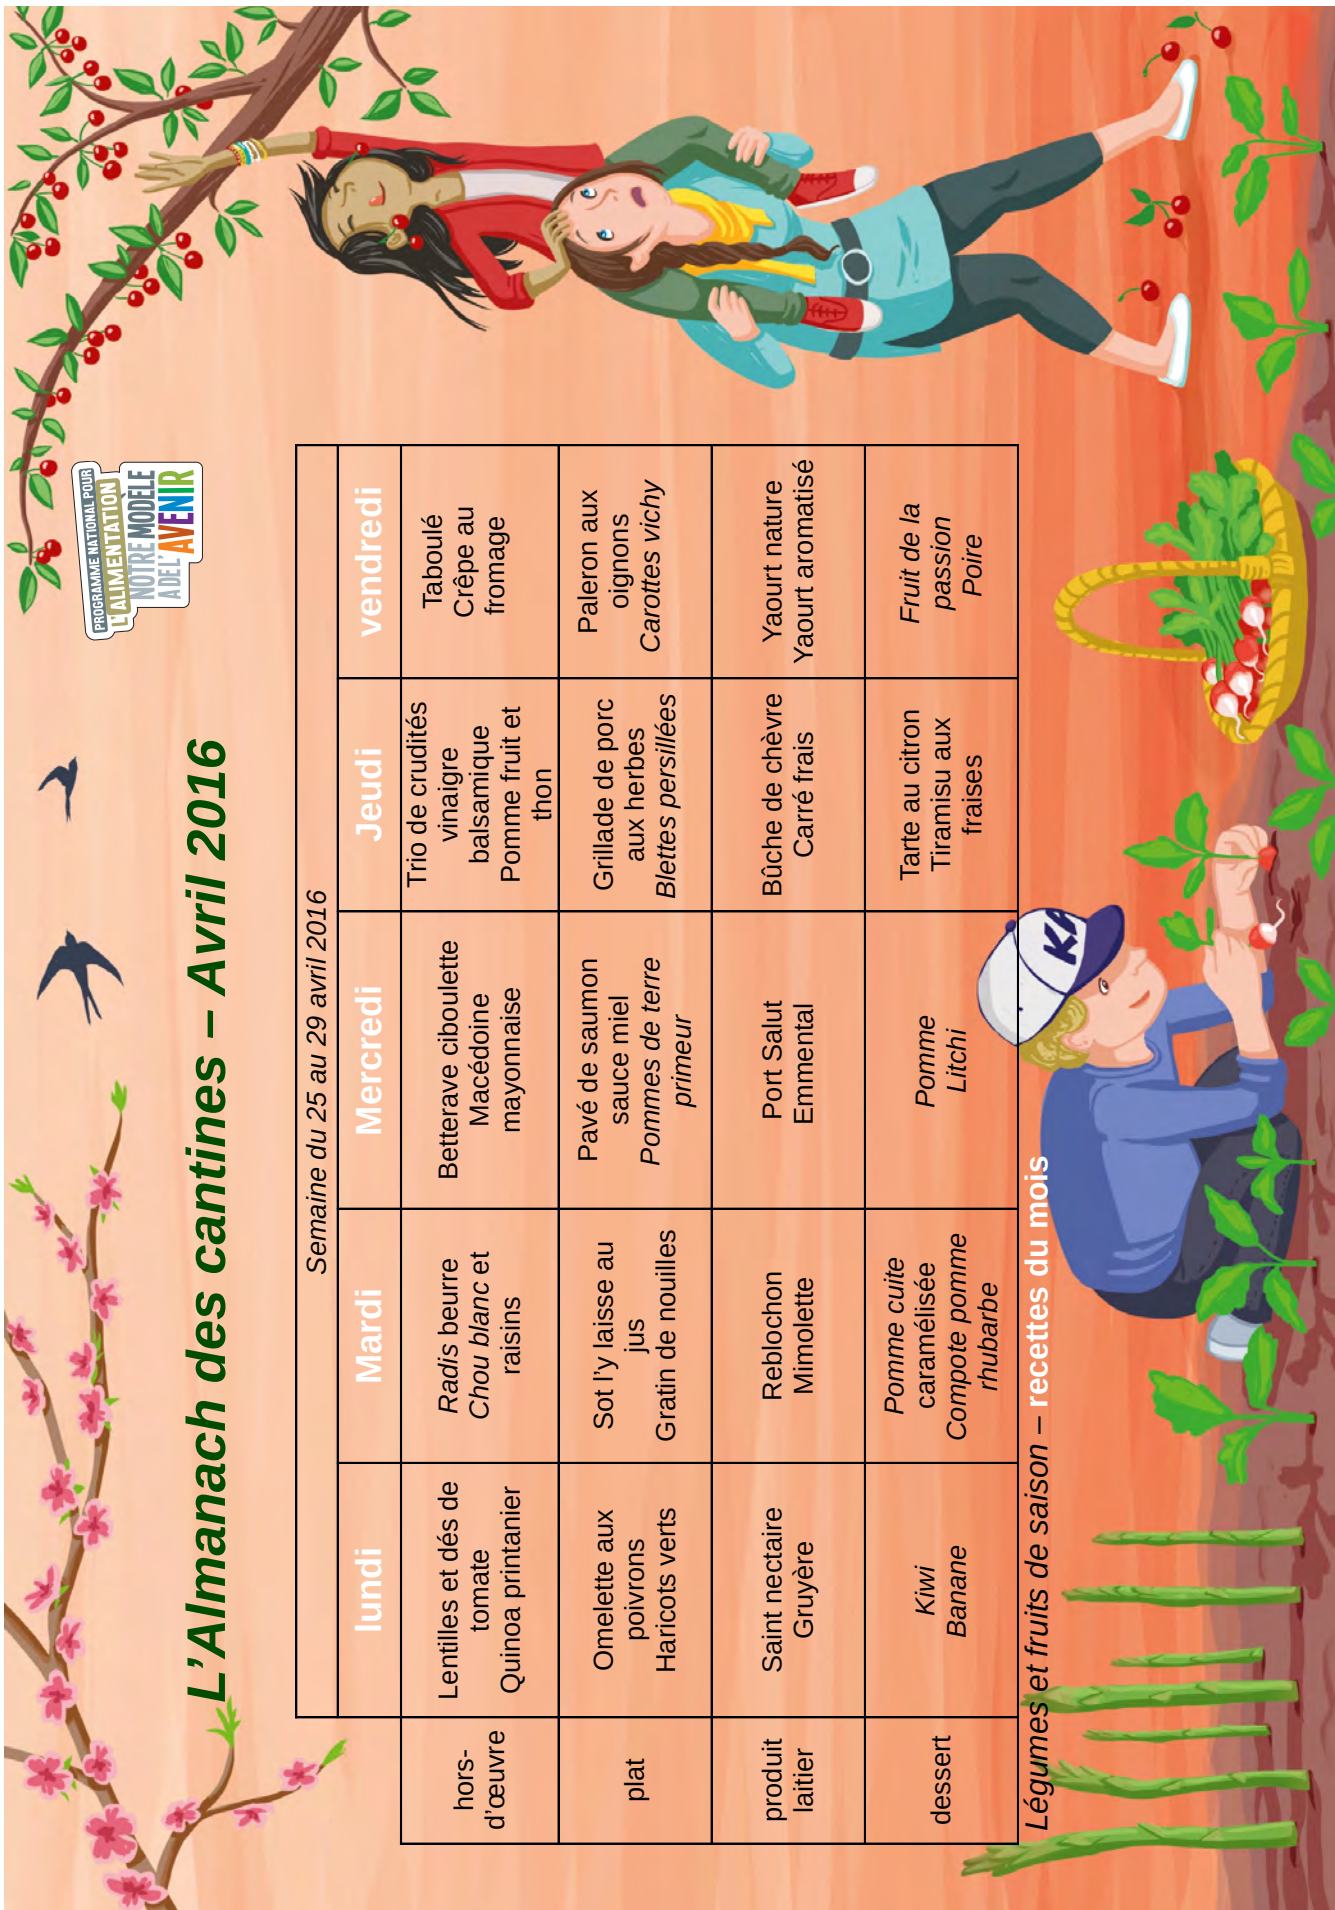 PROGRAMME NATIONAL POUR
L'ALIMENTATION
NOTRE MODÈLE
A DE L'AVENIR
L'Almanach des cantines – Avril 2016
Semaine du 25 au 29 avril 2016
lundi
Mardi
Mercredi
Jeudi
vendredi
hors-
d'œuvre
Lentilles et dés de
tomate
Quinoa printanier
Radis beurre
Chou blanc et
raisins
Betterave ciboulette
Macédoine
mayonnaise
Trio de crudités
vinaigre
balsamique
Pomme fruit et
thon
Taboulé
Crêpe au
fromage
plat
Omelette aux
poivrons
Haricots verts
Sot l'y laisse au
jus
Gratin de nouilles
Pavé de saumon
sauce miel
Pommes de terre
primeur
Grillade de porc
aux herbes
Blettes persillées
Paleron aux
oignons
Carottes vichy
produit
laitier
Saint nectaire
Gruyère
Reblochon
Mimolette
Port Salut
Emmental
Bûche de chèvre
Carré frais
Yaourt nature
Yaourt aromatisé
dessert
Kiwi
Banane
Pomme cuite
caramélisée
Compote pomme
rhubarbe
Pomme
Litchi
Tarte au citron
Tiramisu aux
fraises
Fruit de la
passion
Poire
Légumes et fruits de saison – recettes du mois